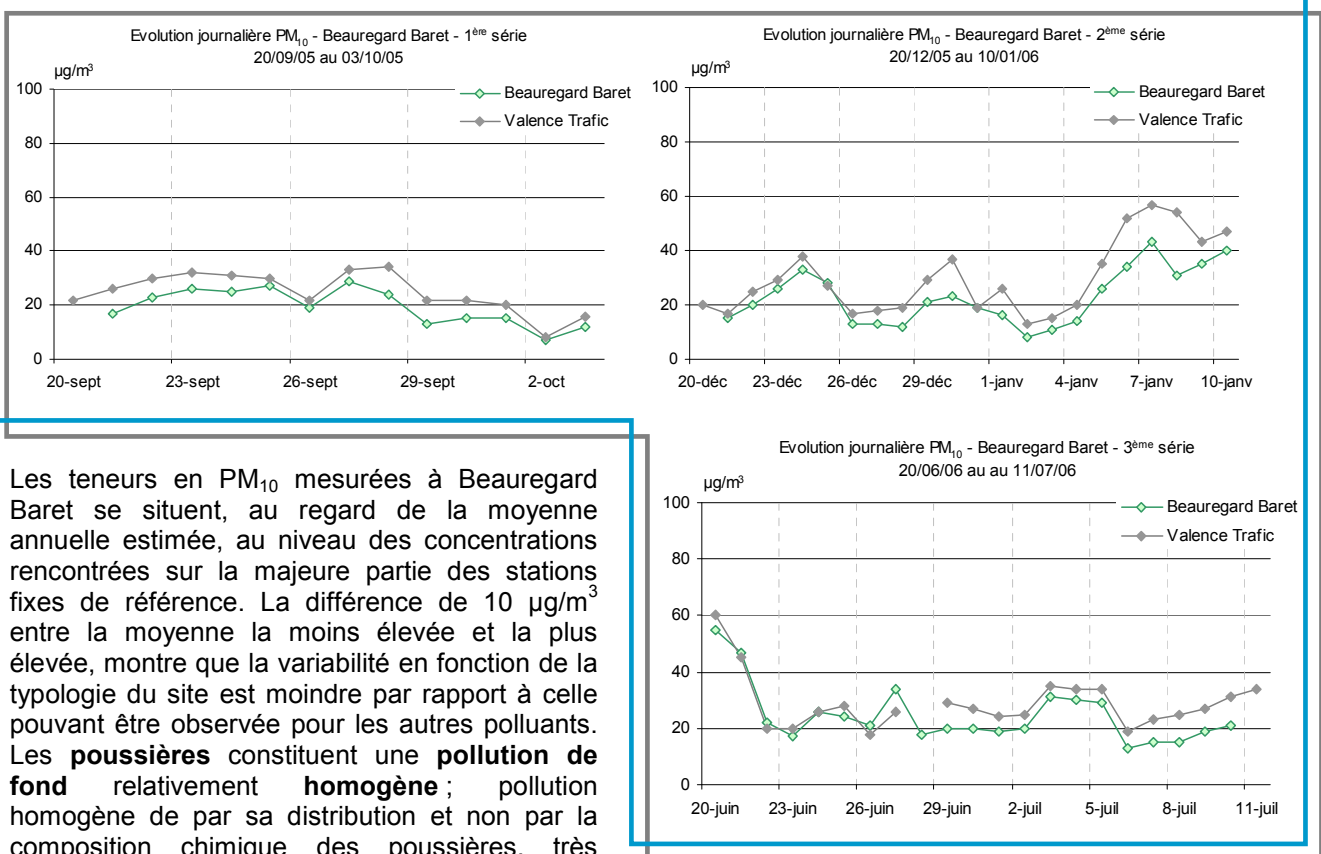 Evolution journalière PM10 - Beauregard Baret - 1ère série
20/09/05 au 03/10/05
µg/m³
100
80
60
40
20
0
Beauregard Baret
Valence Trafic
20-sept 23-sept 26-sept 29-sept 2-oct
Evolution journalière PM10 - Beauregard Baret - 2ème série
20/12/05 au 10/01/06
µg/m³
100
80
60
40
20
0
Beauregard Baret
Valence Trafic
20-déc 23-déc 26-déc 29-déc 1-janv 4-janv 7-janv 10-janv
Les teneurs en PM10 mesurées à Beauregard
Baret se situent, au regard de la moyenne
annuelle estimée, au niveau des concentrations
rencontrées sur la majeure partie des stations
fixes de référence. La différence de 10 µg/m³
entre la moyenne la moins élevée et la plus
élevée, montre que la variabilité en fonction de la
typologie du site est moindre par rapport à celle
pouvant être observée pour les autres polluants.
Les poussières constituent une pollution de
fond relativement homogène ; pollution
homogène de par sa distribution et non par la
composition chimique des poussières, très
Evolution journalière PM10 - Beauregard Baret - 3ème série
20/06/06 au au 11/07/06
µg/m³
100
80
60
40
20
0
Beauregard Baret
Valence Trafic
20-juin 23-juin 26-juin 29-juin 2-juil 5-juil 8-juil 11-juil